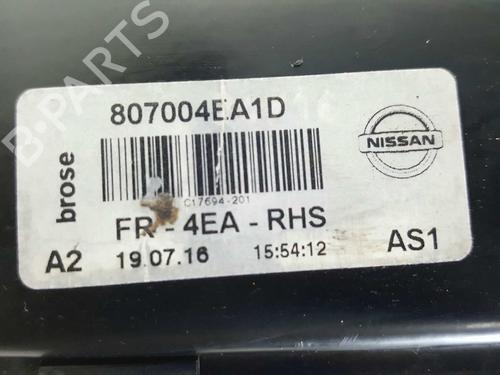 B-PARTS
807004EA1D
NISSAN
brose
C17694-201
FR - 4EA - RHS
A2
19.07.16 15:54:12
AS1